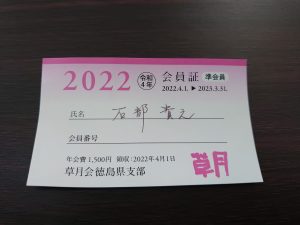 2022 令和4年 会員証 準会員
2022.4.1. ▶ 2023.3.31.
氏名
会員番号
年会費1,500円 領収:2022年4月1日
草月会徳島県支部 草月